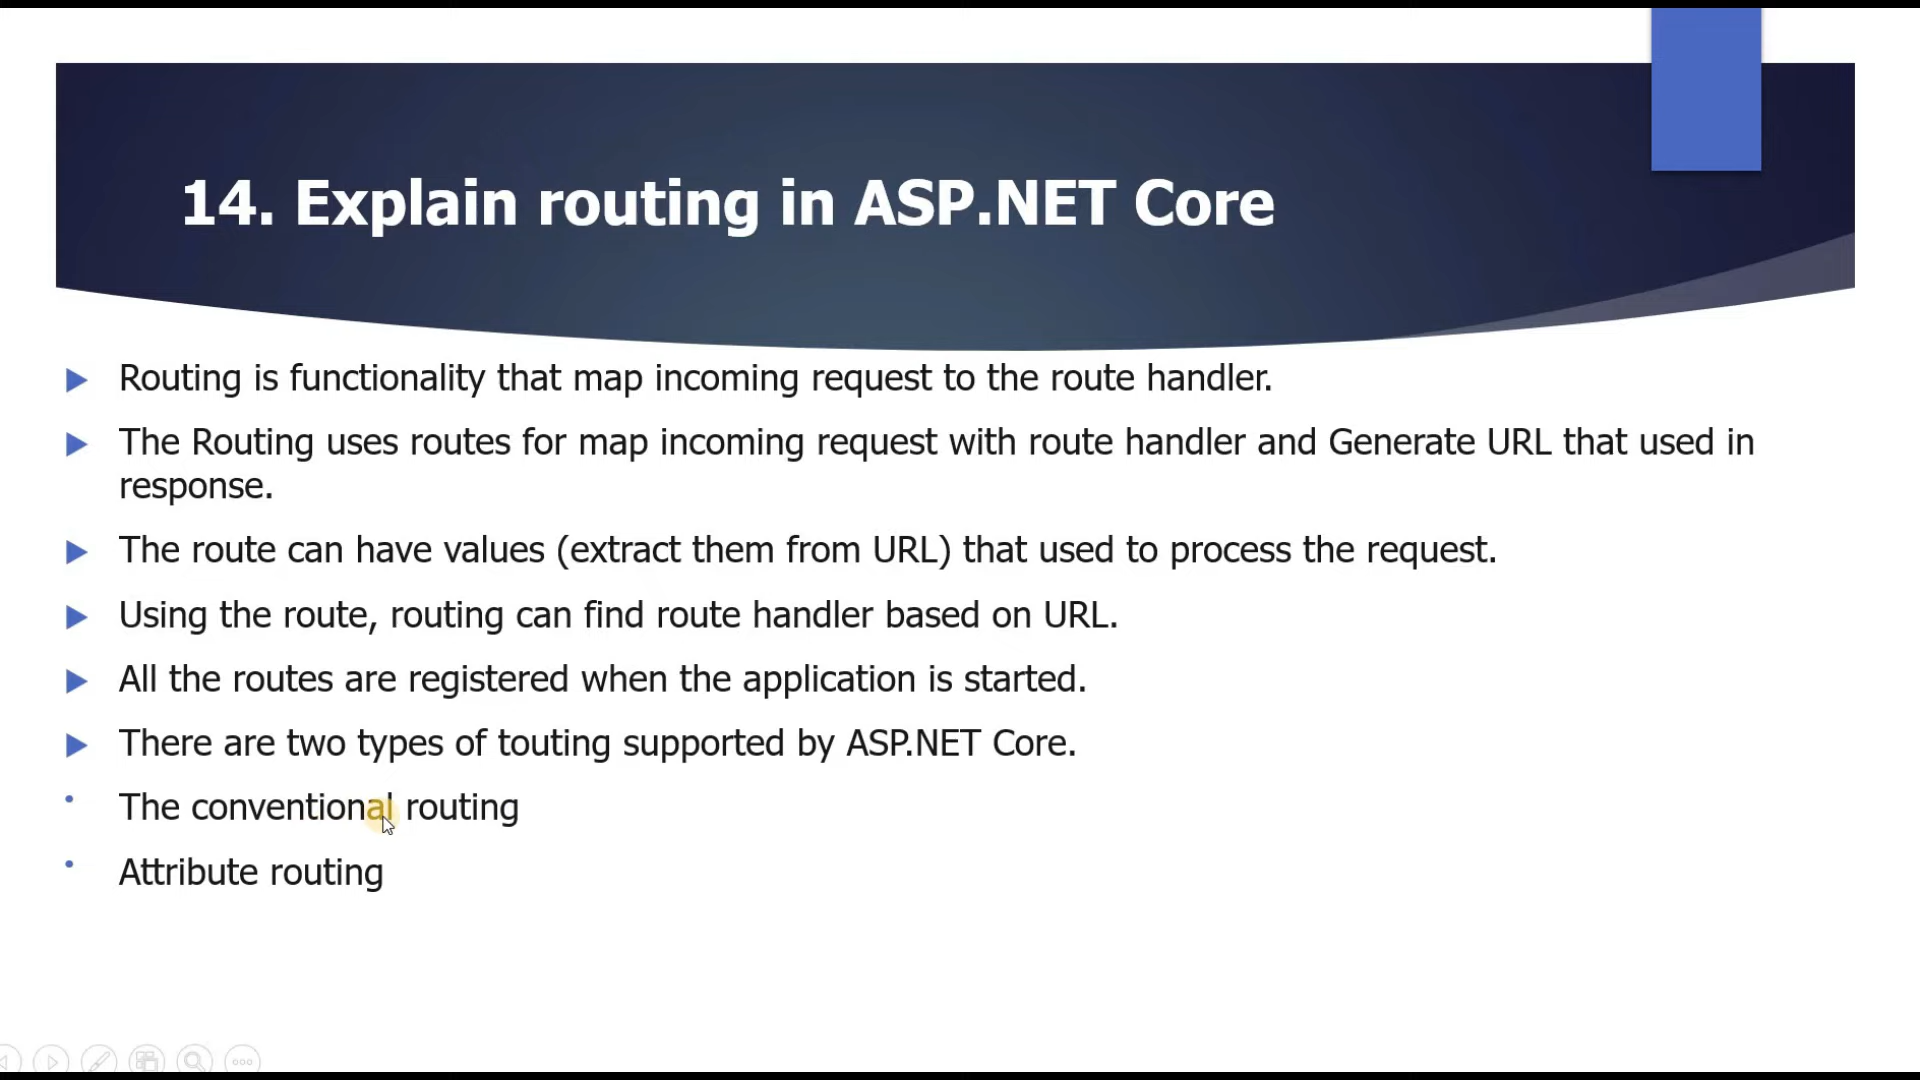 14. Explain routing in ASP.NET Core
Routing is functionality that map incoming request to the route handler.
The Routing uses routes for map incoming request with route handler and Generate URL that used in
response.
The route can have values (extract them from URL) that used to process the request.
Using the route, routing can find route handler based on URL.
All the routes are registered when the application is started.
There are two types of touting supported by ASP.NET Core.
The conventional routing
Attribute routing